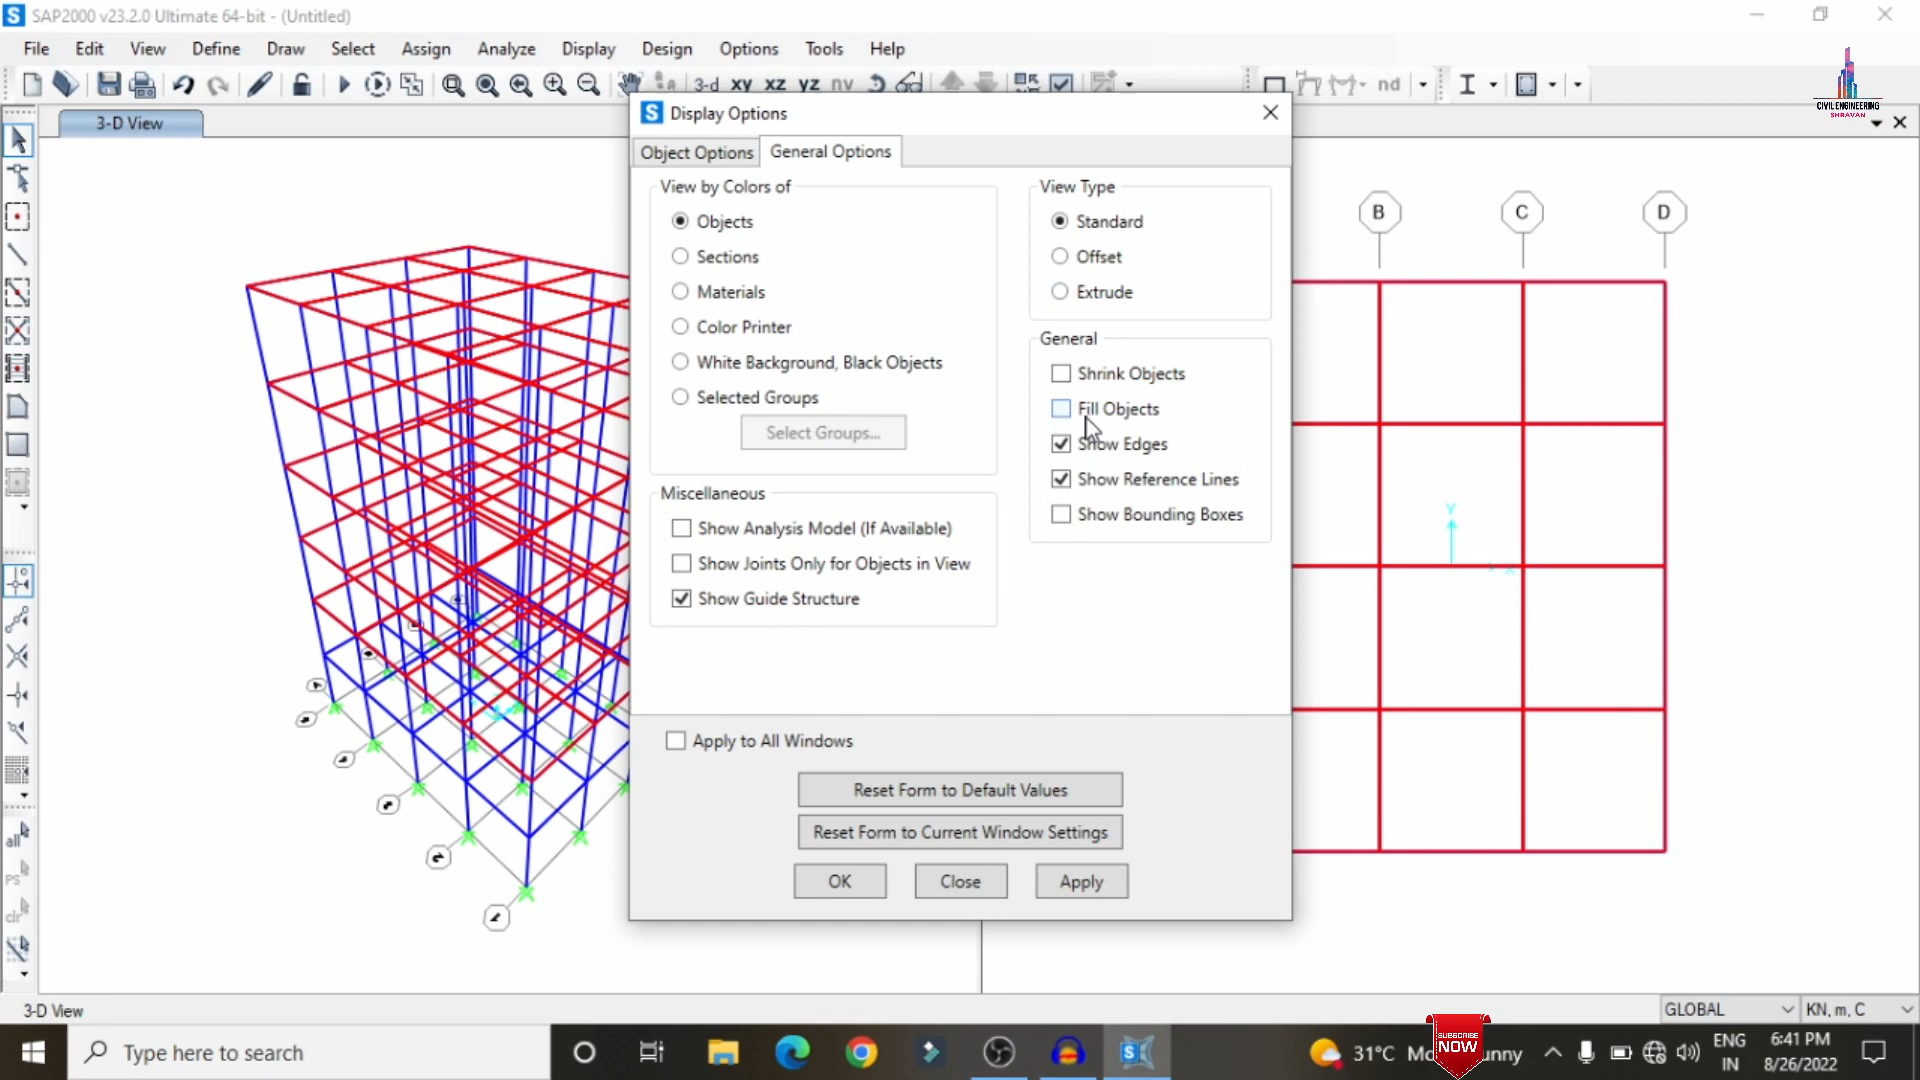 SAP2000 v23.2.0 Ultimate 64-bit - (Untitled)
File Edit View Define Draw Select Assign Analyze Display Design Options Tools Help
3-d xy xz yz nv nd
CIVIL ENGINEERING
SHRAVAN
3-D View
Display Options
Object Options General Options
View by Colors of
Objects
Sections
Materials
Color Printer
White Background, Black Objects
Selected Groups
Select Groups...
Miscellaneous
Show Analysis Model (If Available)
Show Joints Only for Objects in View
Show Guide Structure
View Type
Standard
Offset
Extrude
General
Shrink Objects
Fill Objects
Show Edges
Show Reference Lines
Show Bounding Boxes
Apply to All Windows
Reset Form to Default Values
Reset Form to Current Window Settings
OK Close Apply
B C D
Y
X
all
ps
clr
3-D View
GLOBAL KN, m, C
Type here to search
31°C
unny
SUBSCRIBE
NOW
ENG
IN
6:41 PM
8/26/2022